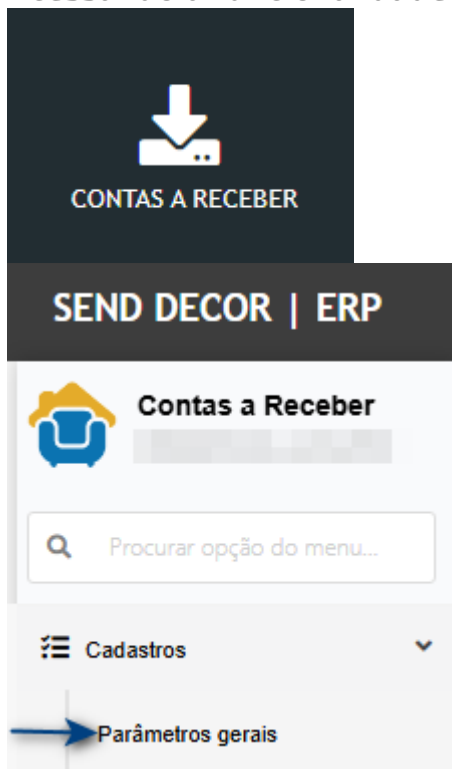 CONTAS A RECEBER
SEND DECOR | ERP
Contas a Receber
Procurar opção do menu...
Cadastros
Parâmetros gerais